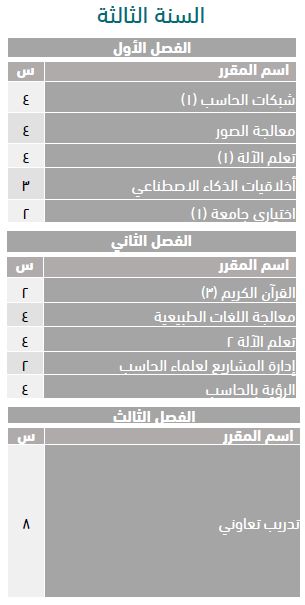 السنة الثالثة
الفصل الأول
اسم المقرر س
شبكات الحاسب (١) ٤
معالجة الصور ٤
تعلم الآلة (١) ٤
أخلاقيات الذكاء الاصطناعي ٣
اختياري جامعة (١) ٢
الفصل الثاني
اسم المقرر س
القرآن الكريم (٣) ٢
معالجة اللغات الطبيعية ٤
تعلم الآلة ٢ ٤
إدارة المشاريع لعلماء الحاسب ٢
الرؤية بالحاسب ٤
الفصل الثالث
اسم المقرر س
تدريب تعاوني ٨